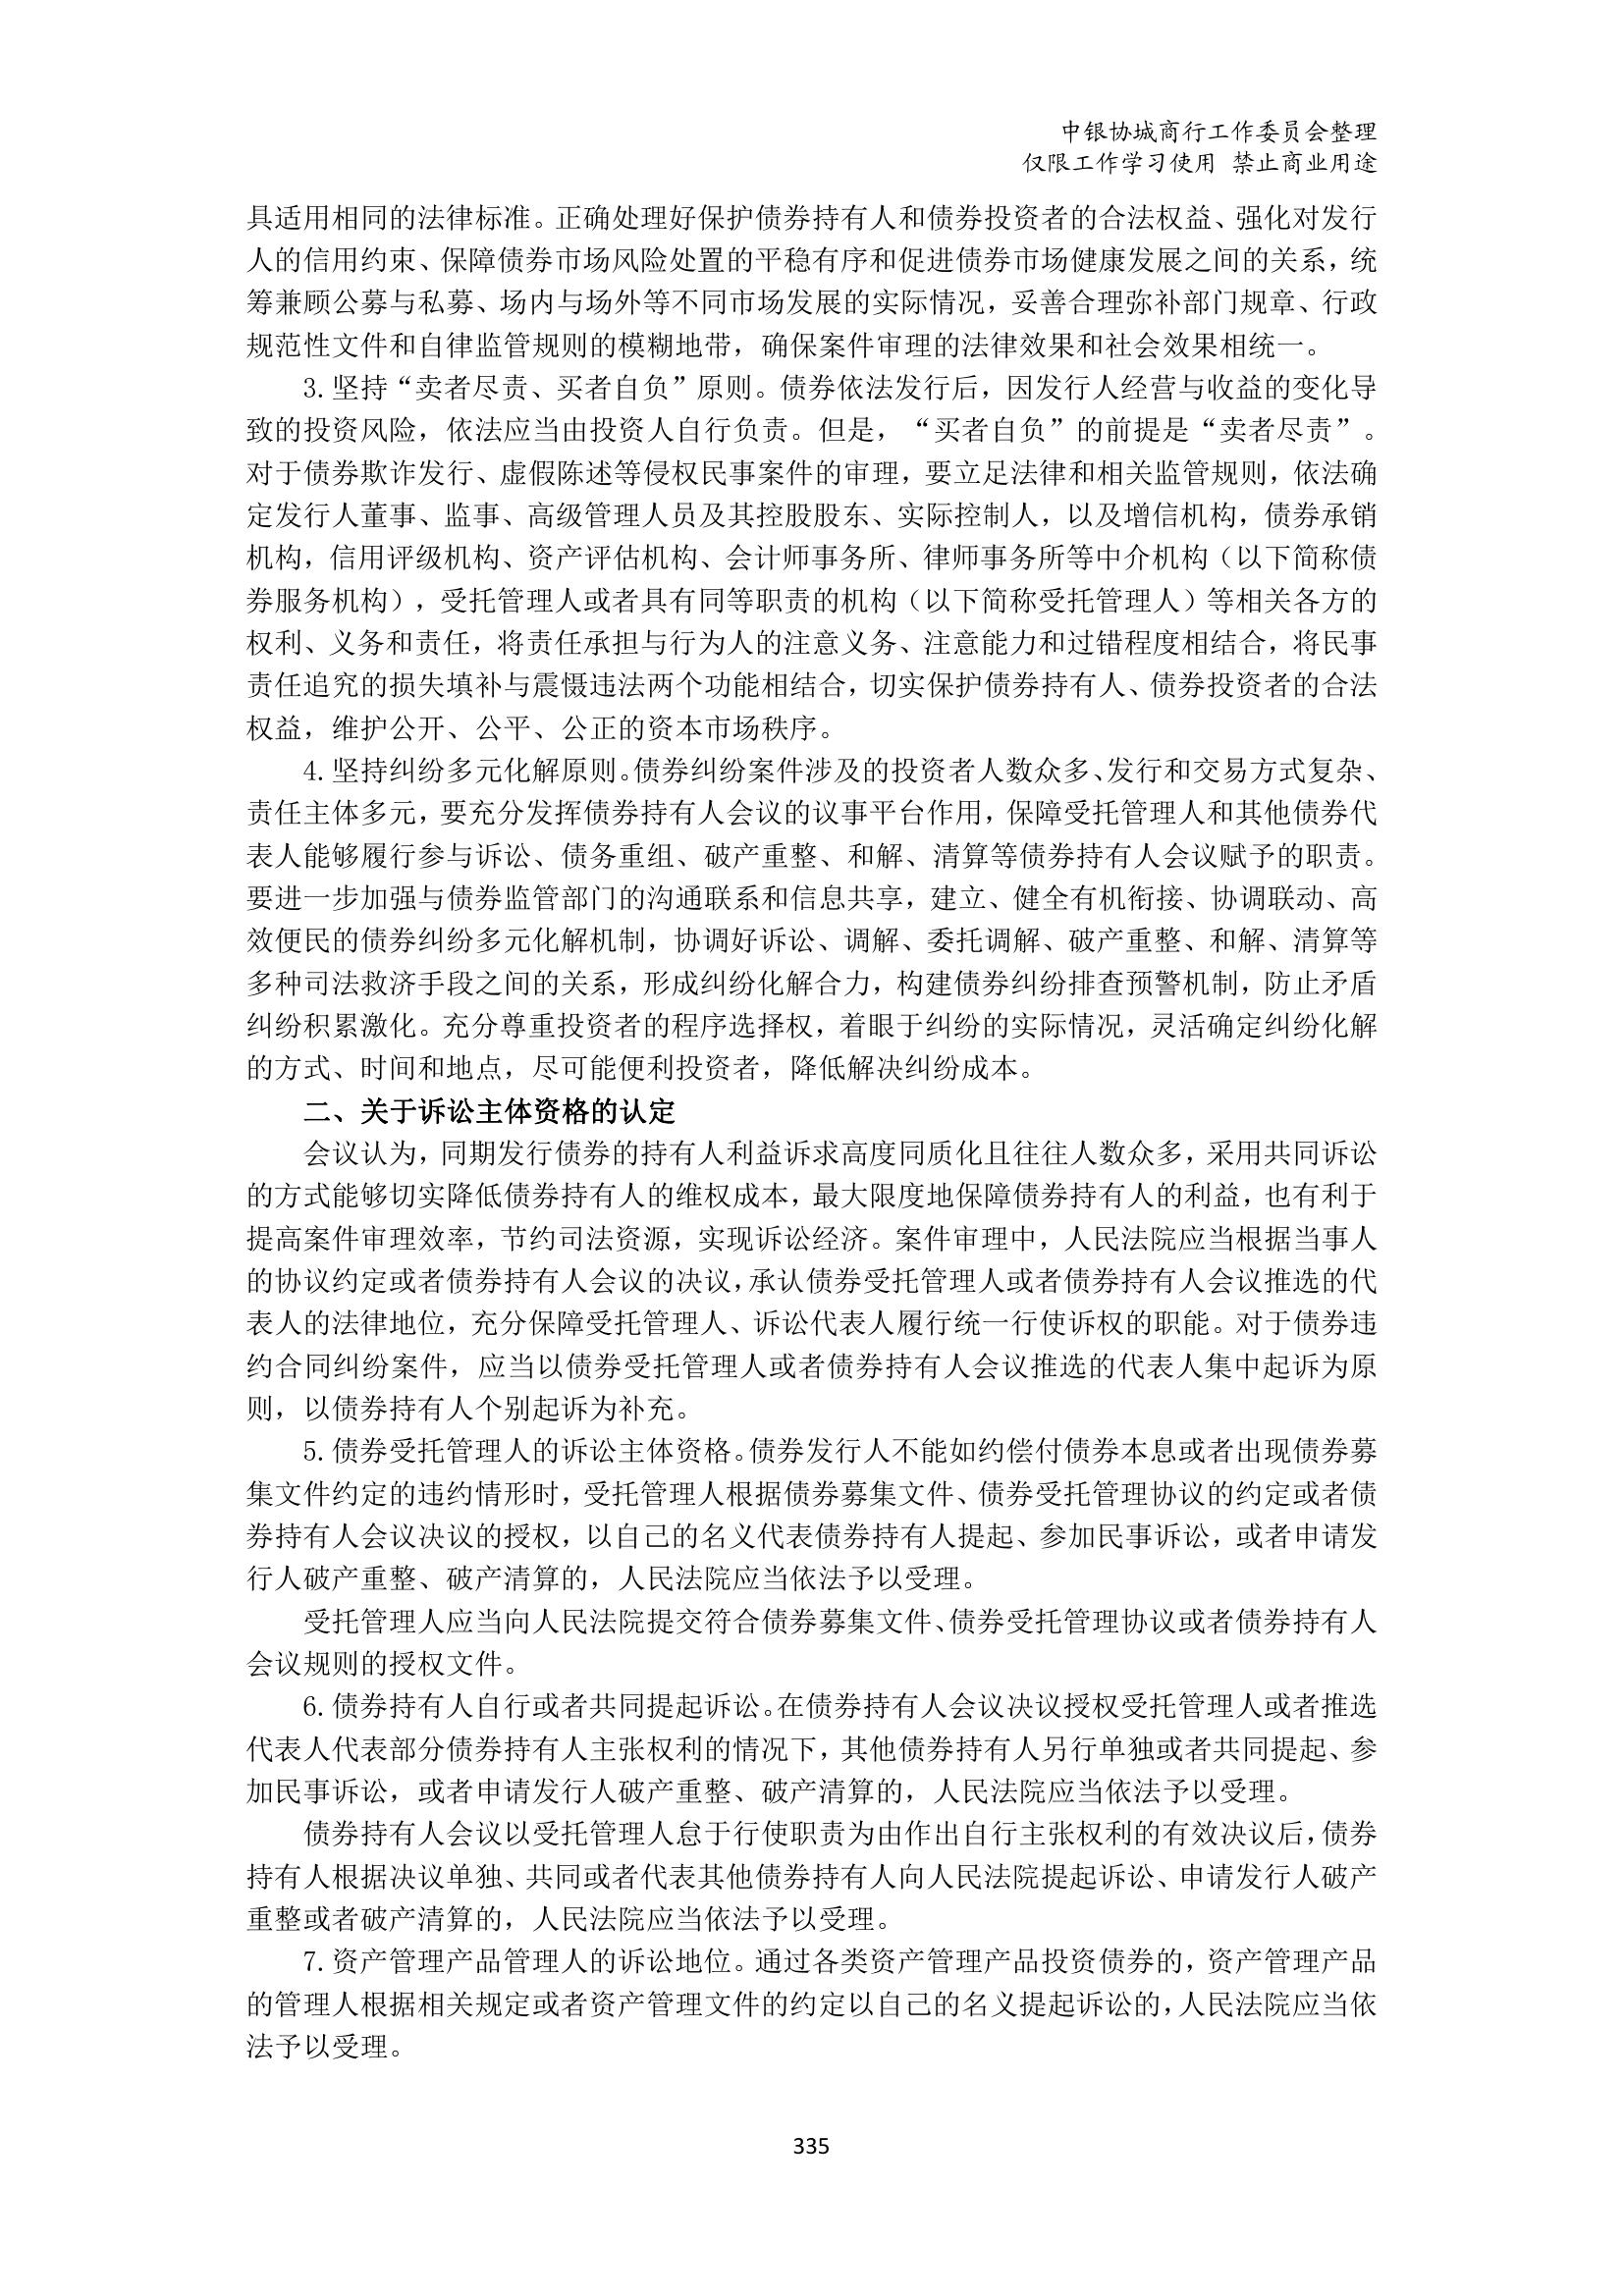 中银协城商行工作委员会整理
仅限工作学习使用 禁止商业用途
具适用相同的法律标准。正确处理好保护债券持有人和债券投资者的合法权益、强化对发行
人的信用约束、保障债券市场风险处置的平稳有序和促进债券市场健康发展之间的关系，统
筹兼顾公募与私募、场内与场外等不同市场发展的实际情况，妥善合理弥补部门规章、行政
规范性文件和自律监管规则的模糊地带，确保案件审理的法律效果和社会效果相统一。
3.坚持“卖者尽责、买者自负”原则。债券依法发行后，因发行人经营与收益的变化导
致的投资风险，依法应当由投资人自行负责。但是，“买者自负”的前提是“卖者尽责”。
对于债券欺诈发行、虚假陈述等侵权民事案件的审理，要立足法律和相关监管规则，依法确
定发行人董事、监事、高级管理人员及其控股股东、实际控制人，以及增信机构，债券承销
机构，信用评级机构、资产评估机构、会计师事务所、律师事务所等中介机构（以下简称债
券服务机构），受托管理人或者具有同等职责的机构（以下简称受托管理人）等相关各方的
权利、义务和责任，将责任承担与行为人的注意义务、注意能力和过错程度相结合，将民事
责任追究的损失填补与震慑违法两个功能相结合，切实保护债券持有人、债券投资者的合法
权益，维护公开、公平、公正的资本市场秩序。
4.坚持纠纷多元化解原则。债券纠纷案件涉及的投资者人数众多、发行和交易方式复杂、
责任主体多元，要充分发挥债券持有人会议的议事平台作用，保障受托管理人和其他债券代
表人能够履行参与诉讼、债务重组、破产重整、和解、清算等债券持有人会议赋予的职责。
要进一步加强与债券监管部门的沟通联系和信息共享，建立、健全有机衔接、协调联动、高
效便民的债券纠纷多元化解机制，协调好诉讼、调解、委托调解、破产重整、和解、清算等
多种司法救济手段之间的关系，形成纠纷化解合力，构建债券纠纷排查预警机制，防止矛盾
纠纷积累激化。充分尊重投资者的程序选择权，着眼于纠纷的实际情况，灵活确定纠纷化解
的方式、时间和地点，尽可能便利投资者，降低解决纠纷成本。
二、关于诉讼主体资格的认定
会议认为，同期发行债券的持有人利益诉求高度同质化且往往人数众多，采用共同诉讼
的方式能够切实降低债券持有人的维权成本，最大限度地保障债券持有人的利益，也有利于
提高案件审理效率，节约司法资源，实现诉讼经济。案件审理中，人民法院应当根据当事人
的协议约定或者债券持有人会议的决议，承认债券受托管理人或者债券持有人会议推选的代
表人的法律地位，充分保障受托管理人、诉讼代表人履行统一行使诉权的职能。对于债券违
约合同纠纷案件，应当以债券受托管理人或者债券持有人会议推选的代表人集中起诉为原
则，以债券持有人个别起诉为补充。
5.债券受托管理人的诉讼主体资格。债券发行人不能如约偿付债券本息或者出现债券募
集文件约定的违约情形时，受托管理人根据债券募集文件、债券受托管理协议的约定或者债
券持有人会议决议的授权，以自己的名义代表债券持有人提起、参加民事诉讼，或者申请发
行人破产重整、破产清算的，人民法院应当依法予以受理。
受托管理人应当向人民法院提交符合债券募集文件、债券受托管理协议或者债券持有人
会议规则的授权文件。
6.债券持有人自行或者共同提起诉讼。在债券持有人会议决议授权受托管理人或者推选
代表人代表部分债券持有人主张权利的情况下，其他债券持有人另行单独或者共同提起、参
加民事诉讼，或者申请发行人破产重整、破产清算的，人民法院应当依法予以受理。
债券持有人会议以受托管理人怠于行使职责为由作出自行主张权利的有效决议后，债券
持有人根据决议单独、共同或者代表其他债券持有人向人民法院提起诉讼、申请发行人破产
重整或者破产清算的，人民法院应当依法予以受理。
7.资产管理产品管理人的诉讼地位。通过各类资产管理产品投资债券的，资产管理产品
的管理人根据相关规定或者资产管理文件的约定以自己的名义提起诉讼的，人民法院应当依
法予以受理。
335